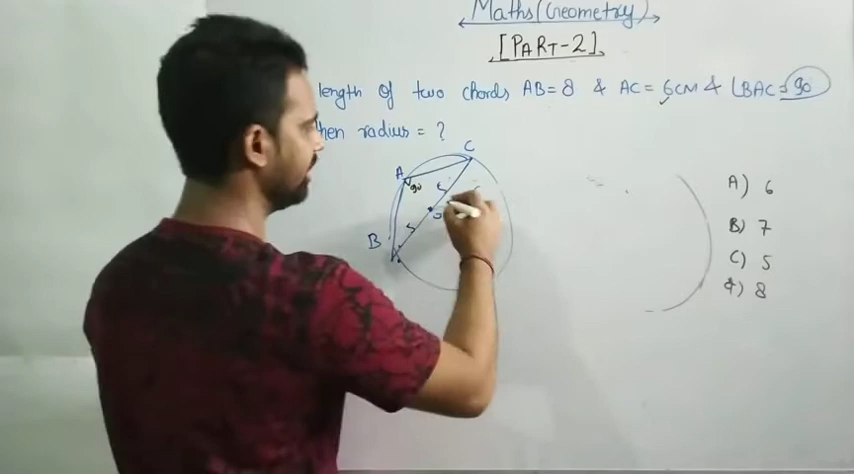 Maths (Geometry)
[PART-2]
length of two chords AB=8 & AC= 6CM & ∠BAC=90
then radius = ?
C
A
90
B
5
A) 6
B) 7
C) 5
d) 8